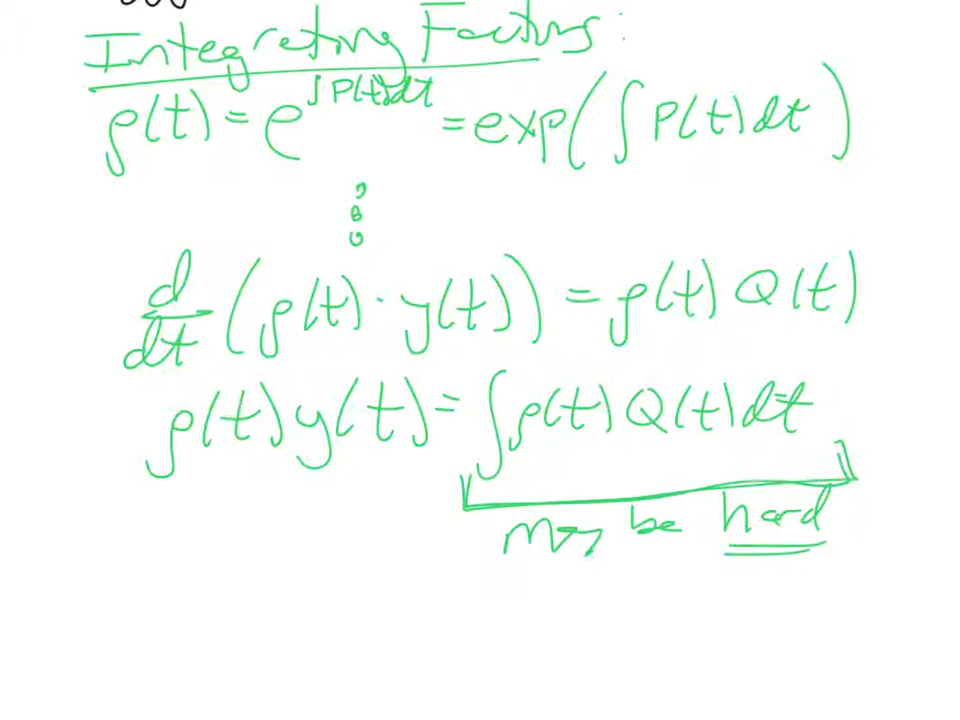 Integrating Factors:
ρ(t) = e^{∫P(t)dt} = exp(∫P(t)dt)
⋮
d/dt (ρ(t) · y(t)) = ρ(t) Q(t)
ρ(t) y(t) = ∫ρ(t) Q(t) dt
may be hard